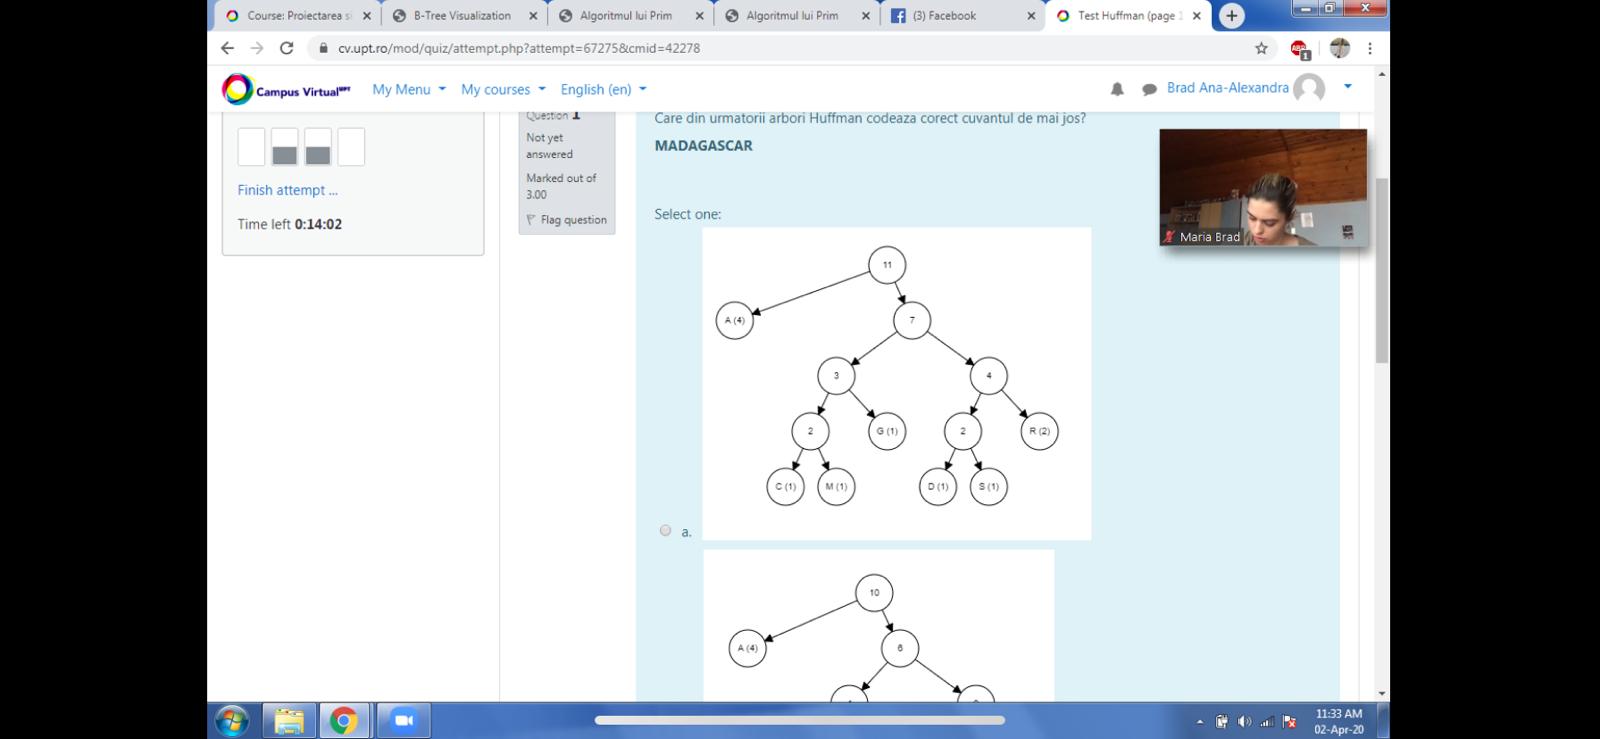 Course: Proiectarea si
B-Tree Visualization
Algoritmul lui Prim
Algoritmul lui Prim
(3) Facebook
Test Huffman (page 1
cv.upt.ro/mod/quiz/attempt.php?attempt=67275&cmid=42278
ABP
1
Campus Virtual UPT
My Menu
My courses
English (en)
Brad Ana-Alexandra
Finish attempt ...
Time left 0:14:02
Question 1
Not yet
answered
Marked out of
3.00
Flag question
Care din urmatorii arbori Huffman codeaza corect cuvantul de mai jos?
MADAGASCAR
Maria Brad
Select one:
11
A (4)
7
3
4
2
G (1)
2
R (2)
C (1)
M (1)
D (1)
S (1)
a.
10
A (4)
6
11:33 AM
02-Apr-20